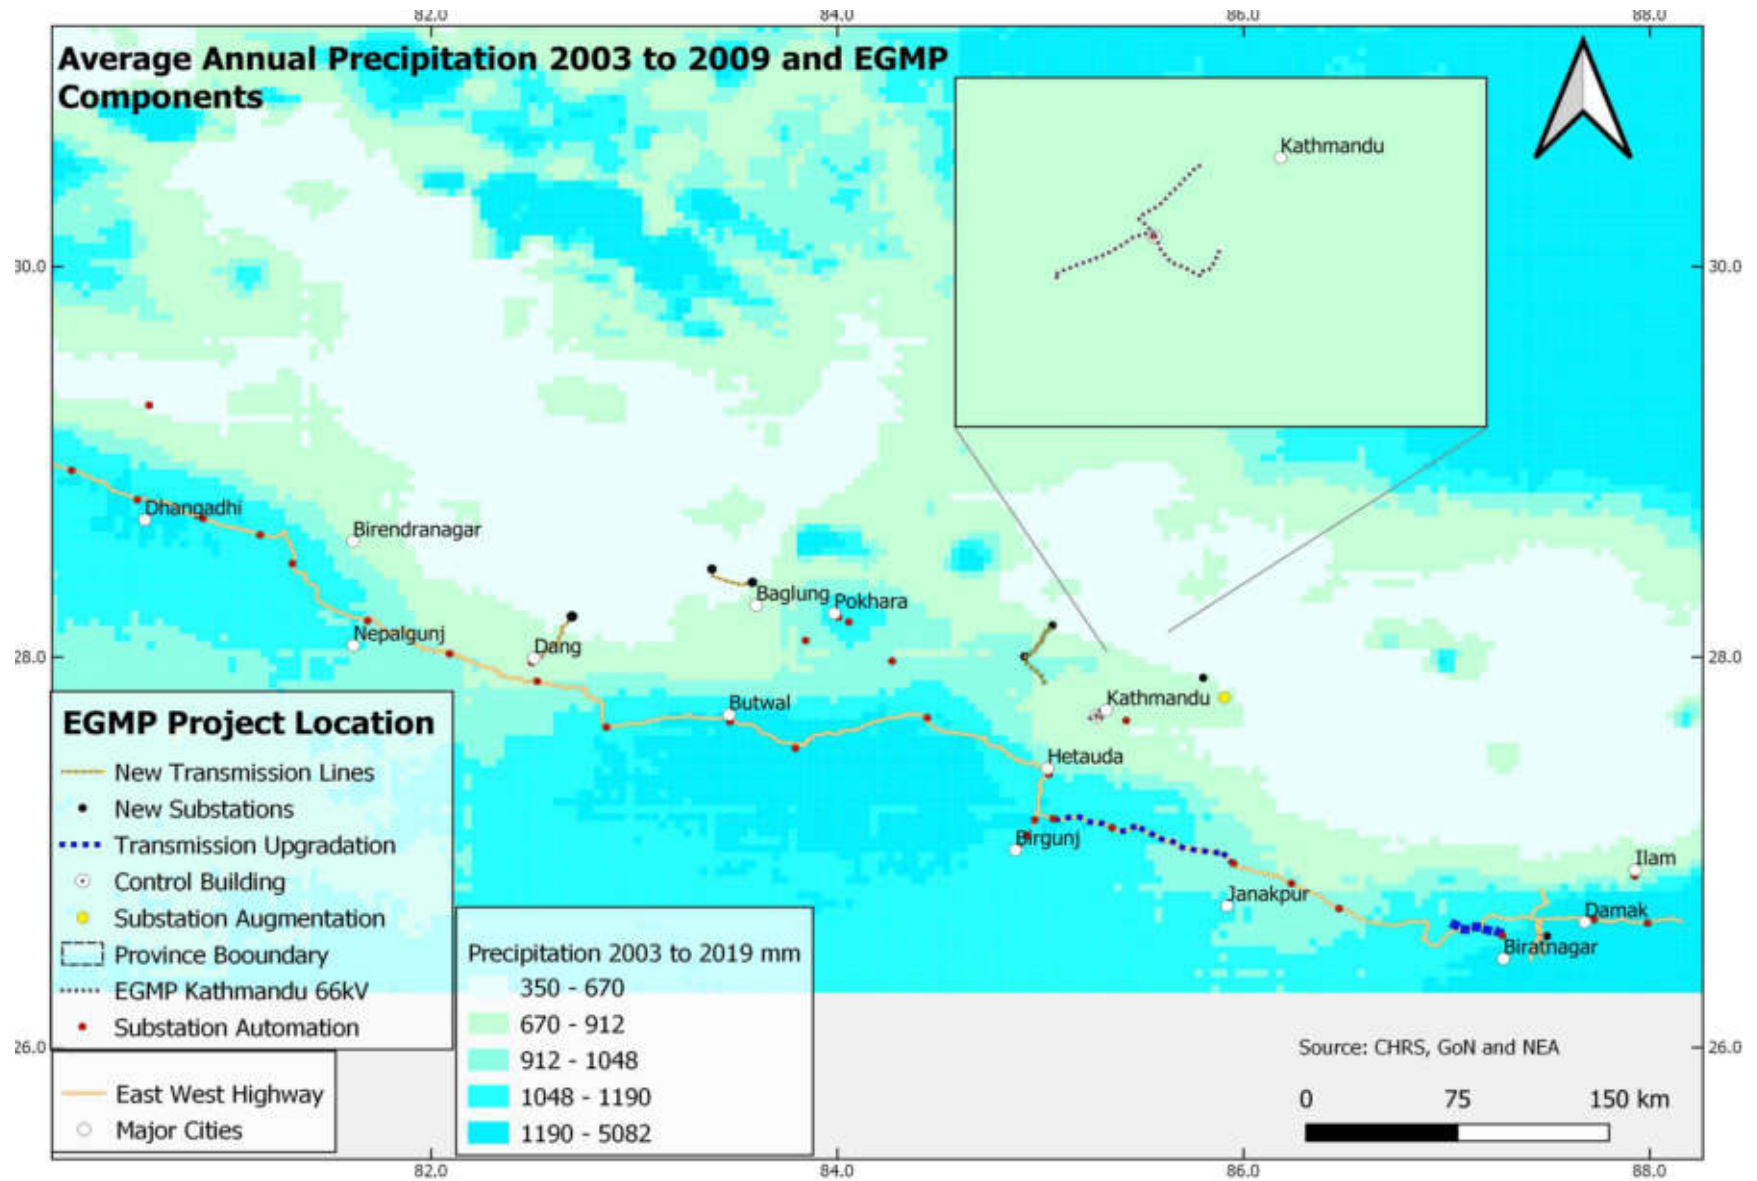 82.0
84.0
86.0
88.0
Average Annual Precipitation 2003 to 2009 and EGMP
Components
Kathmandu
30.0
30.0
Dhangadhi
Birendranagar
Baglung
Pokhara
Nepalgunj
Dang
28.0
28.0
Kathmandu
Butwal
Hetauda
Birgunj
Ilam
Janakpur
Damak
Biratnagar
EGMP Project Location
New Transmission Lines
New Substations
Transmission Upgradation
Control Building
Substation Augmentation
Province Booundary
EGMP Kathmandu 66kV
Substation Automation
East West Highway
Major Cities
Precipitation 2003 to 2019 mm
350 - 670
670 - 912
912 - 1048
1048 - 1190
1190 - 5082
Source: CHRS, GoN and NEA
26.0
26.0
0 75 150 km
82.0
84.0
86.0
88.0